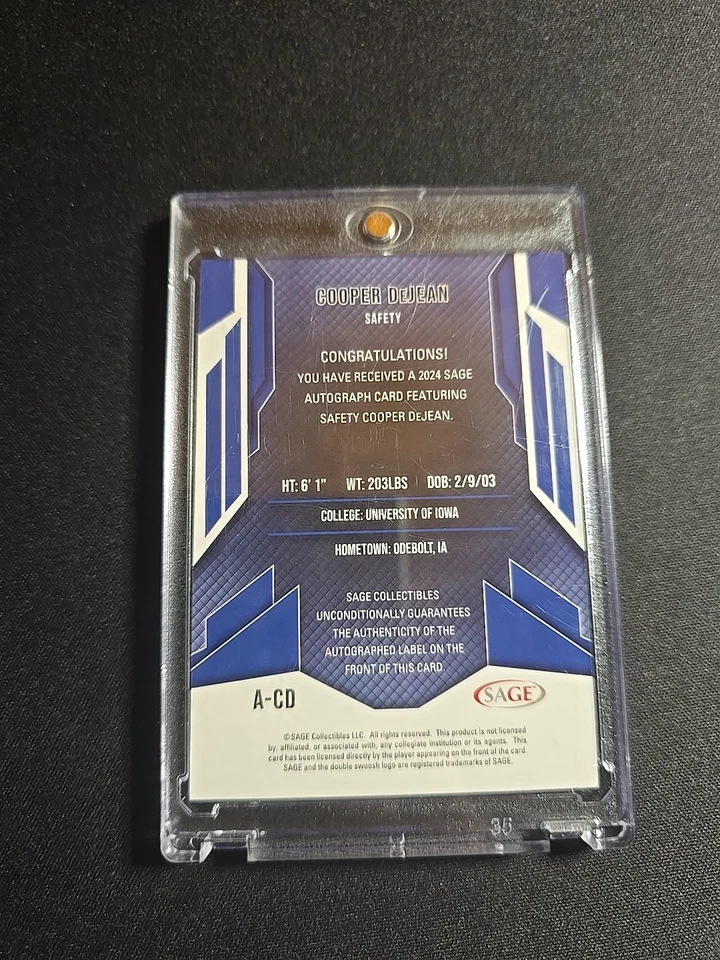 COOPER DeJEAN
SAFETY
CONGRATULATIONS!
YOU HAVE RECEIVED A 2024 SAGE
AUTOGRAPH CARD FEATURING
SAFETY COOPER DeJEAN.
HT: 6' 1" WT: 203LBS | DOB: 2/9/03
COLLEGE: UNIVERSITY OF IOWA
HOMETOWN: ODEBOLT, IA
SAGE COLLECTIBLES
UNCONDITIONALLY GUARANTEES
THE AUTHENTICITY OF THE
AUTOGRAPHED LABEL ON THE
FRONT OF THIS CARD.
A-CD
SAGE™
©SAGE Collectibles LLC. All rights reserved. This product is not licensed
by, affiliated, or associated with, any collegiate institution or its agents. This
card has been licensed directly by the player appearing on the front of the card.
SAGE and the double swoosh logo are registered trademarks of SAGE.
35